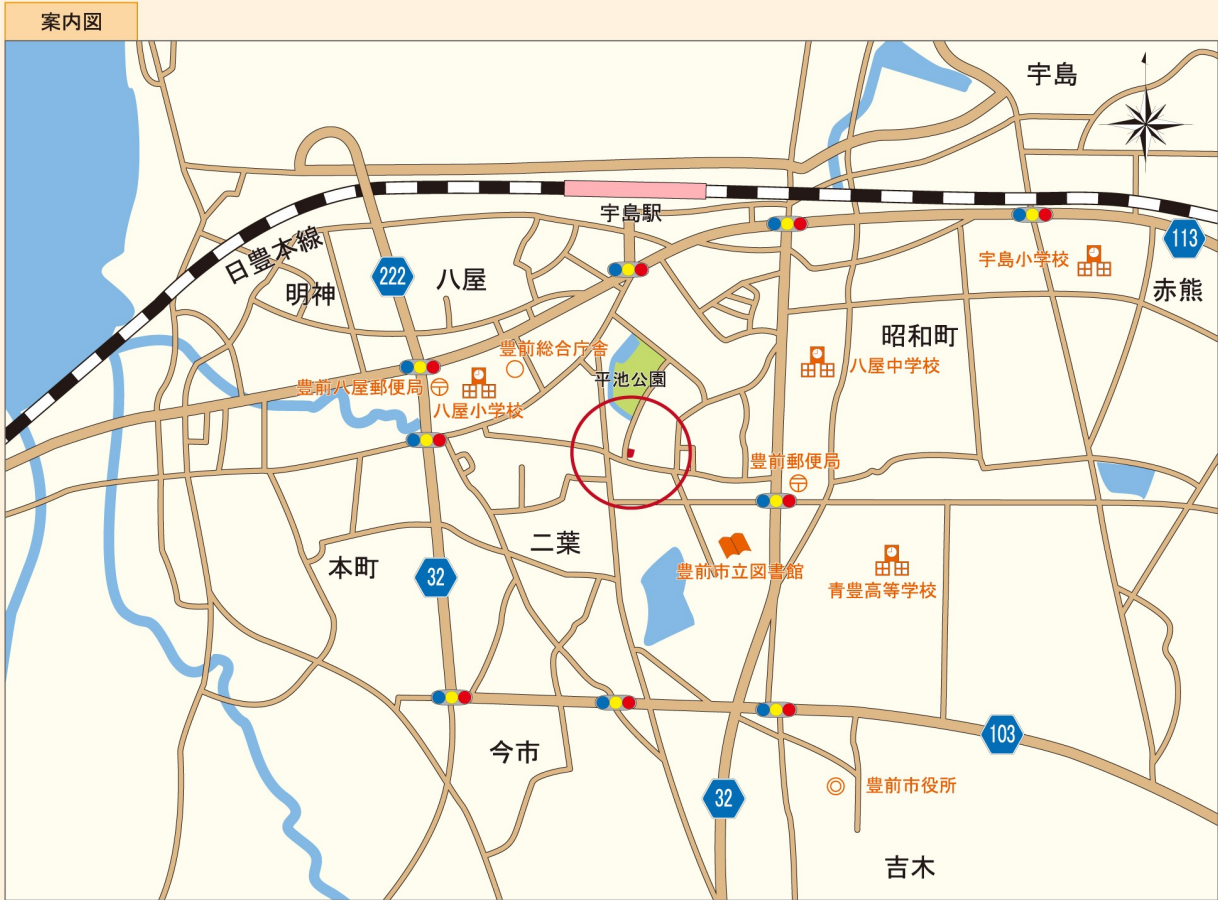 案内図
宇島
宇島駅
日豊本線
113
宇島小学校
222
八屋
明神
赤熊
昭和町
豊前総合庁舎
八屋中学校
平池公園
豊前八屋郵便局
八屋小学校
豊前郵便局
二葉
本町
32
豊前市立図書館
青豊高等学校
103
今市
豊前市役所
32
吉木